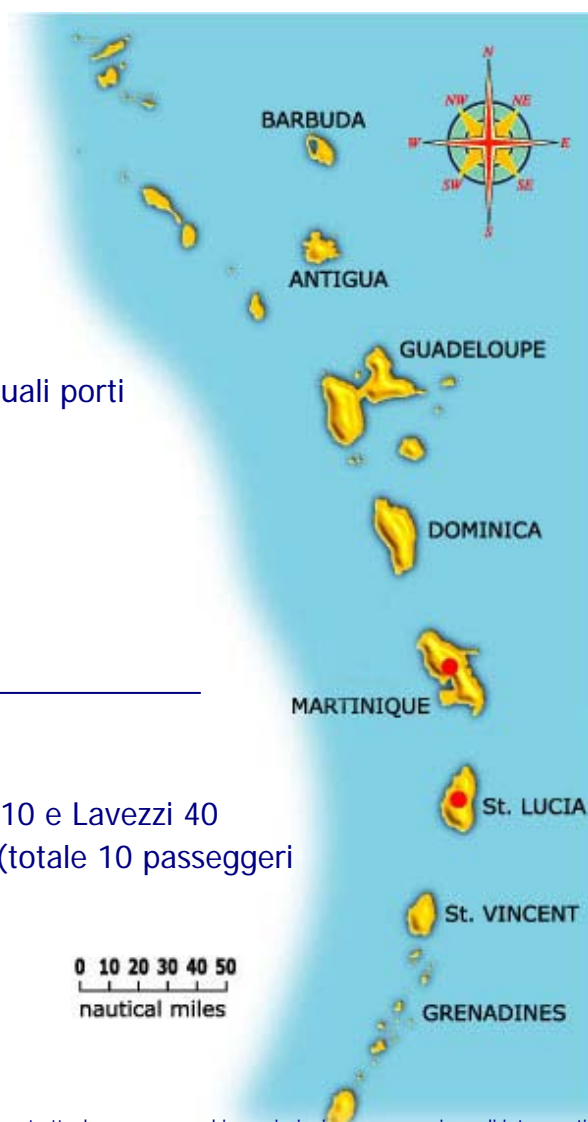 N
NW NE
W E
SW SE
S
BARBUDA
ANTIGUA
GUADELOUPE
uali porti
DOMINICA
MARTINIQUE
10 e Lavezzi 40
St. LUCIA
(totale 10 passeggeri
St. VINCENT
0 10 20 30 40 50
nautical miles
GRENADINES